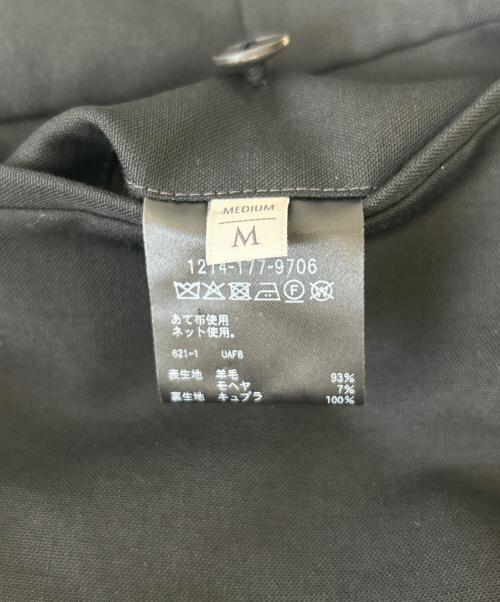 MEDIUM
M
1214-177-9706
あて布使用
ネット使用。
621-1 UAF8
表生地 羊毛 93%
モヘヤ 7%
裏生地 キュプラ 100%